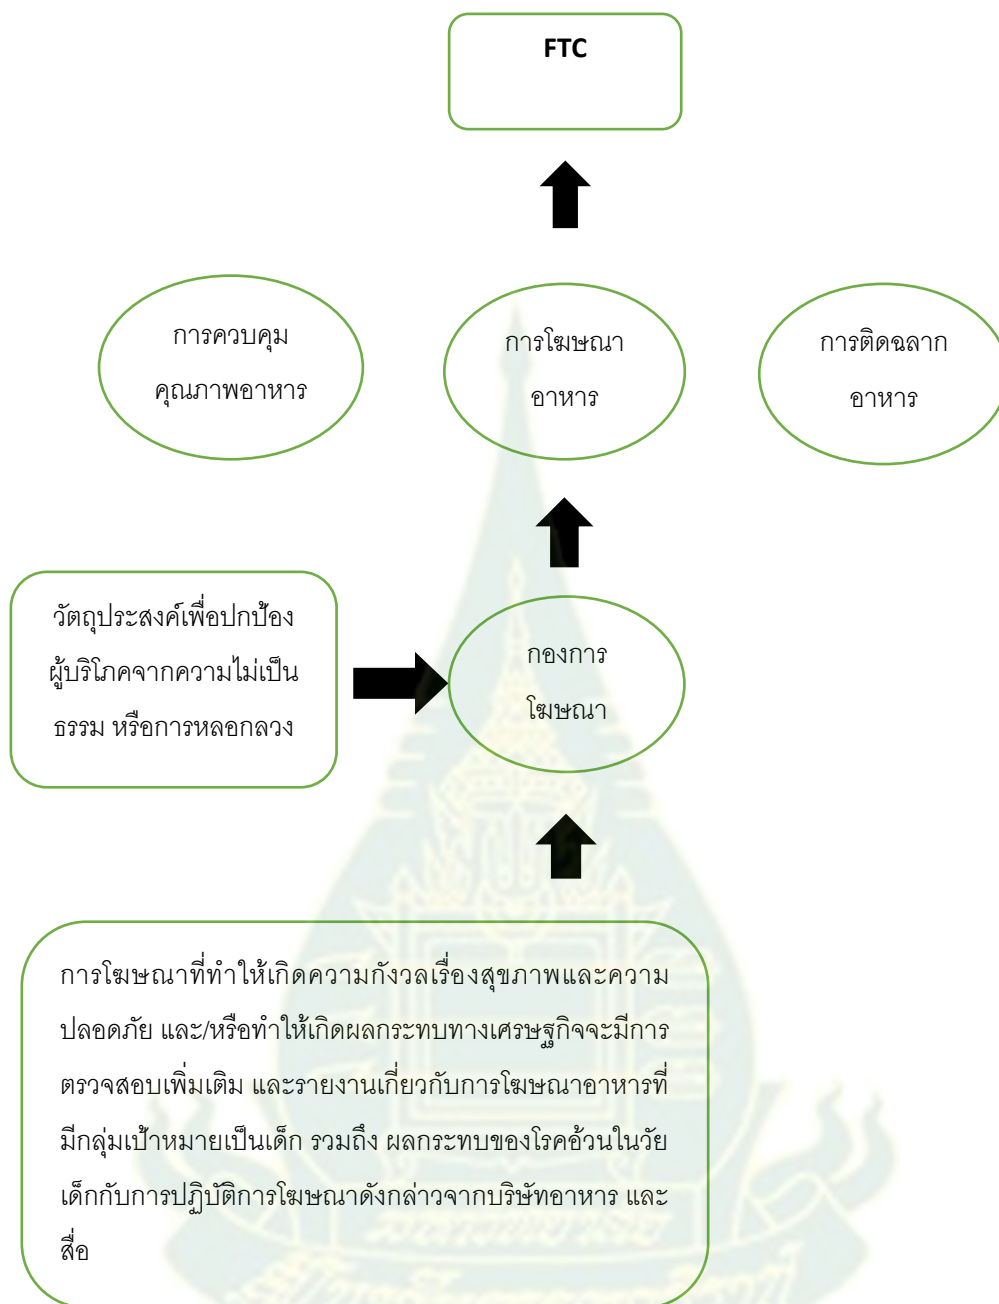 FTC
การควบคุม
คุณภาพอาหาร
การโฆษณา
อาหาร
การติดฉลาก
อาหาร
วัตถุประสงค์เพื่อปกป้อง
ผู้บริโภคจากความไม่เป็น
ธรรม หรือการหลอกลวง
กองการ
โฆษณา
การโฆษณาที่ทำให้เกิดความกังวลเรื่องสุขภาพและความ
ปลอดภัย และ/หรือทำให้เกิดผลกระทบทางเศรษฐกิจจะมีการ
ตรวจสอบเพิ่มเติม และรายงานเกี่ยวกับการโฆษณาอาหารที่
มีกลุ่มเป้าหมายเป็นเด็ก รวมถึง ผลกระทบของโรคอ้วนในวัย
เด็กกับการปฏิบัติการโฆษณาดังกล่าวจากบริษัทอาหาร และ
สื่อ